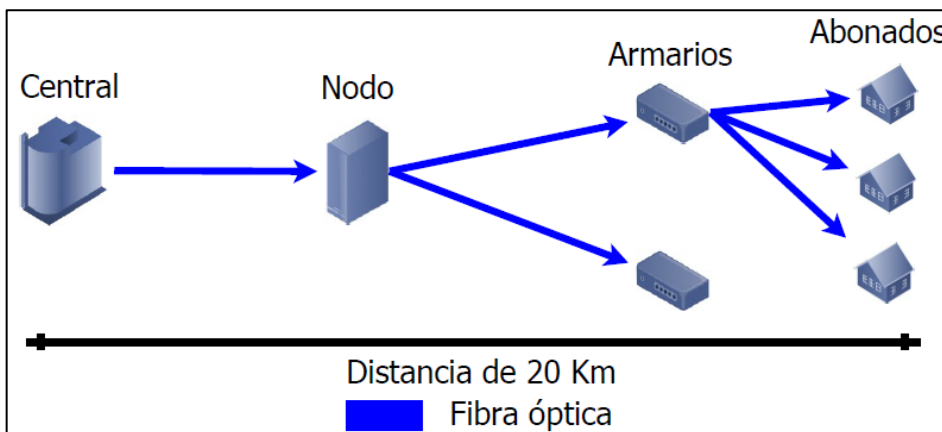 Central
Nodo
Armarios
Abonados
Distancia de 20 Km
Fibra óptica